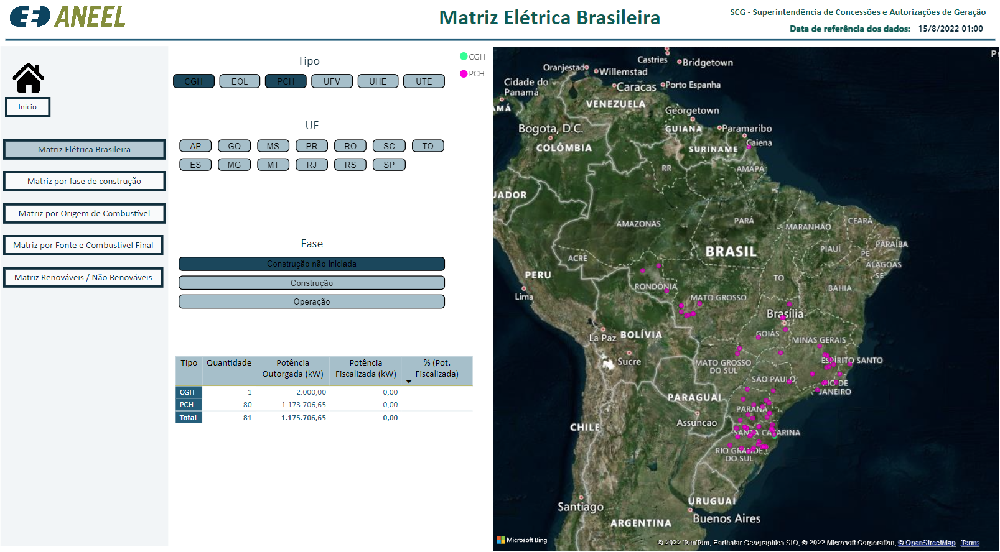 ANEEL
Matriz Elétrica Brasileira
SCG - Superintendência de Concessões e Autorizações de Geração
Data de referência dos dados: 15/8/2022 01:00
Início
Matriz Elétrica Brasileira
Matriz por fase de construção
Matriz por Origem de Combustível
Matriz por Fonte e Combustível Final
Matriz Renováveis / Não Renováveis
Tipo
CGH EOL PCH UFV UHE UTE
CGH
PCH
UF
AP GO MS PR RO SC TO
ES MG MT RJ RS SP
Fase
Construção não iniciada
Construção
Operação
Tipo Quantidade Potência Outorgada (kW) Potência Fiscalizada (kW) % (Pot. Fiscalizada)
CGH 1 2.000,00 0,00
PCH 80 1.173.706,65 0,00
Total 81 1.175.706,65 0,00
Pr
Castries
Bridgetown
Oranjestad
Willemstad
Cidade do Panamá
Caracas
Porto Espanha
AMÁ
VENEZUELA
Georgetown
Bogota, D.C.
GUIANA
Paramaribo
COLÔMBIA
SURINAME
Caiena
RR
AMAPÁ
UADOR
AMAZONAS
PARÁ
MARANHÃO
CEARÁ
BRASIL
PIAUÍ
PARAÍBA
PE
ACRE
ALAGOAS
SE
PERU
TO
RONDÔNIA
BAHIA
Lima
MATO GROSSO
Brasília
La Paz
BOLÍVIA
GOIÁS
MINAS GERAIS
Sucre
MATO GROSSO DO SUL
ESPÍRITO SANTO
SÃO PAULO
RIO DE JANEIRO
PARAGUAI
PARANÁ
Assuncao
CHILE
SANTA CATARINA
RIO GRANDE DO SUL
URUGUAI
Santiago
Buenos Aires
ARGENTINA
Microsoft Bing
© 2022 TomTom, Earthstar Geographics SIO, © 2022 Microsoft Corporation, © OpenStreetMap Terms